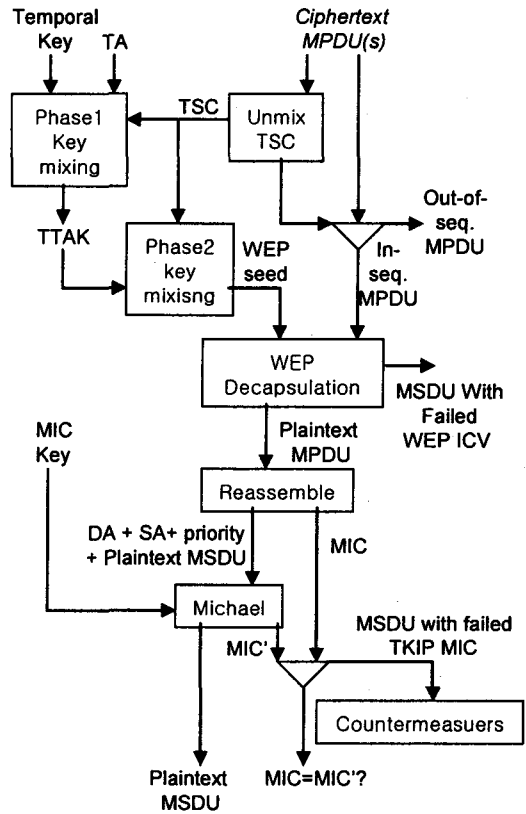 Temporal
Key
TA
Ciphertext
MPDU(s)
Phase1
Key
mixing
TSC
Unmix
TSC
TTAK
Phase2
key
mixisng
WEP
seed
In-
seq.
MPDU
Out-of-
seq.
MPDU
WEP
Decapsulation
MSDU With
Failed
WEP ICV
MIC
Key
Plaintext
MPDU
Reassemble
DA + SA+ priority
+ Plaintext MSDU
MIC
Michael
MIC'
MSDU with failed
TKIP MIC
Countermeasuers
Plaintext
MSDU
MIC=MIC'?